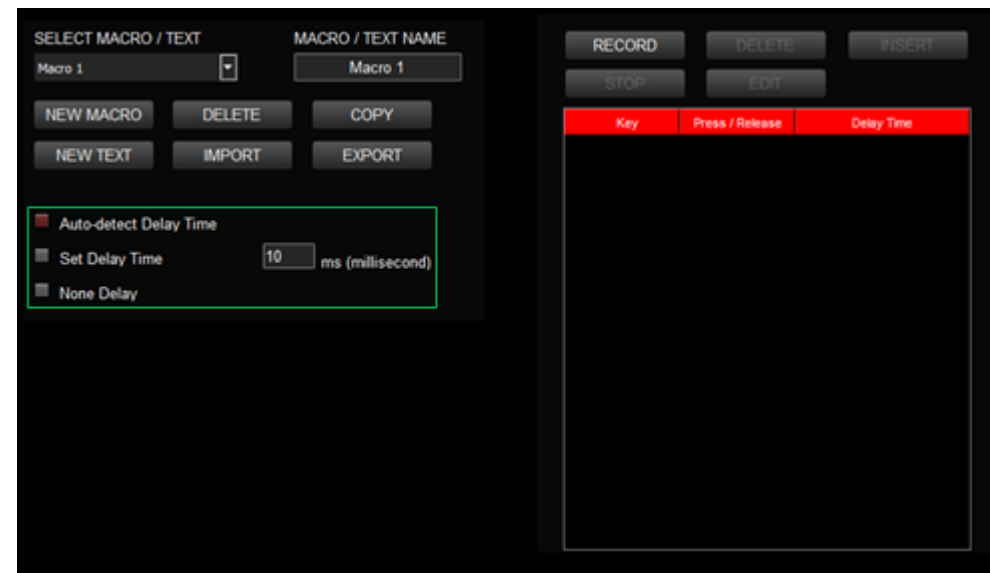 SELECT MACRO / TEXT
MACRO / TEXT NAME
Macro 1
Macro 1
NEW MACRO
DELETE
COPY
NEW TEXT
IMPORT
EXPORT
Auto-detect Delay Time
Set Delay Time
10
ms (millisecond)
None Delay
RECORD
DELETE
INSERT
STOP
EDIT
Key
Press / Release
Delay Time